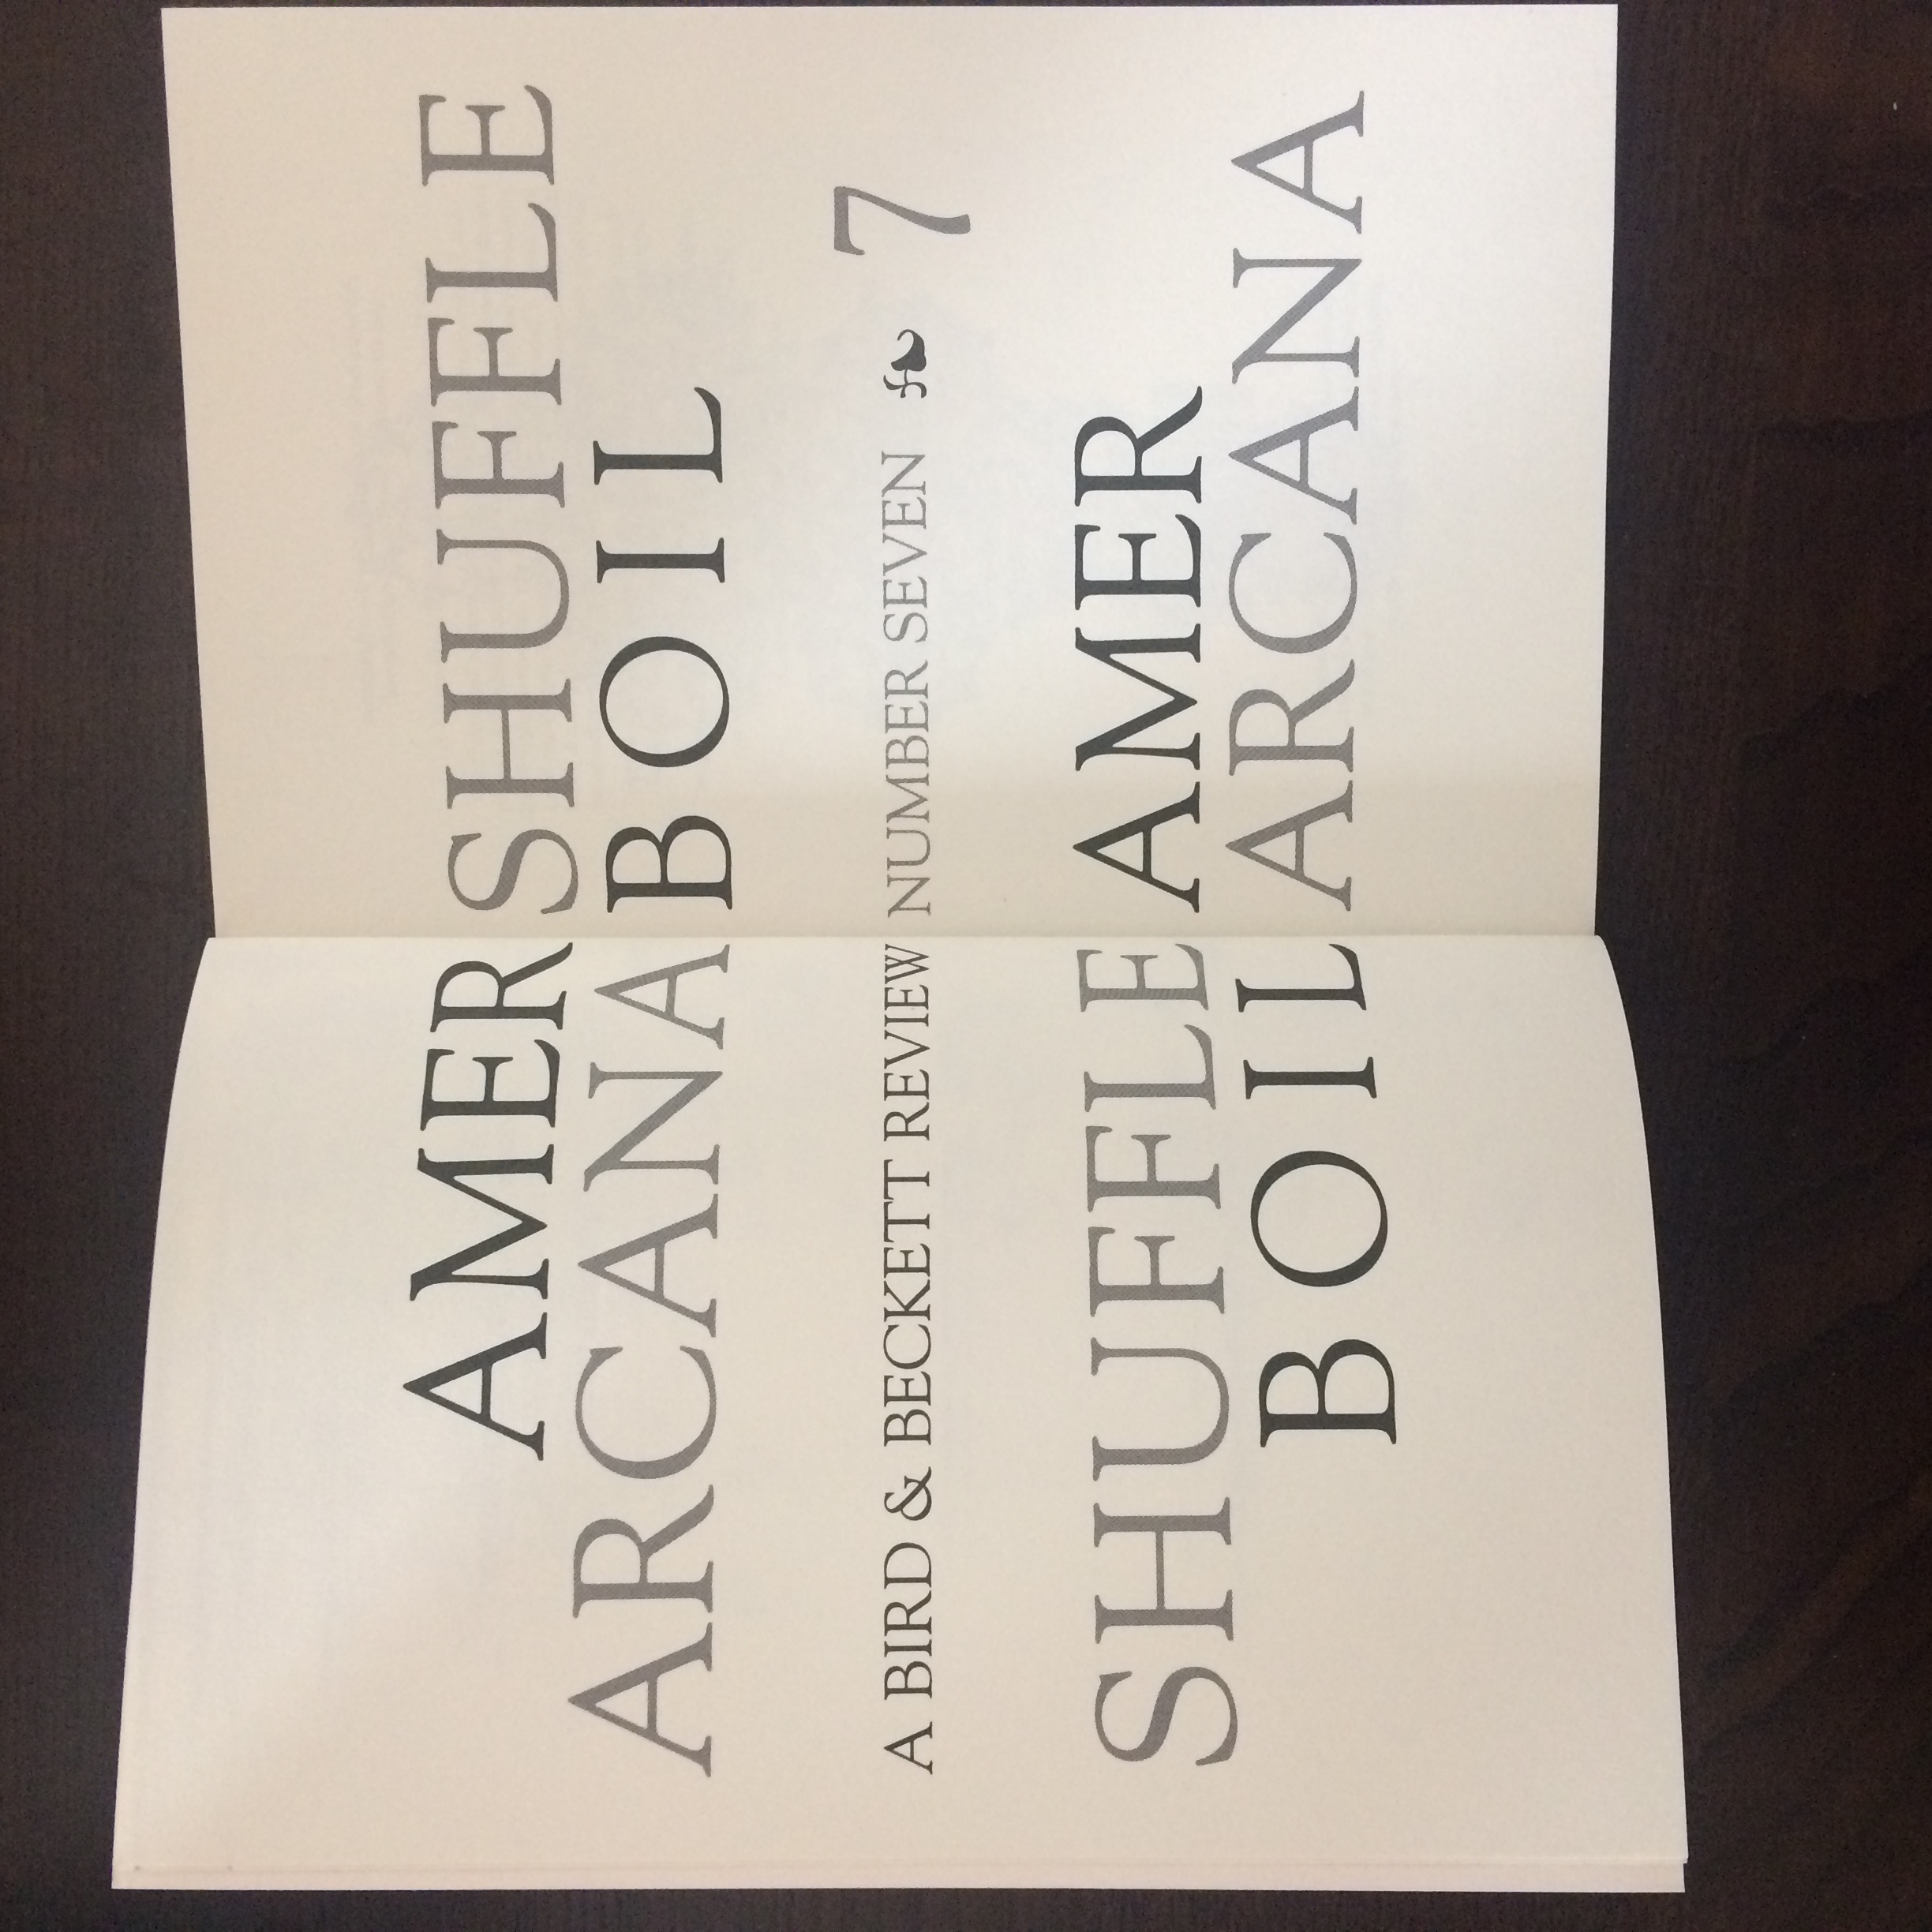 AMER SHUFFLE
ARCANA BOIL
A BIRD & BECKETT REVIEW NUMBER SEVEN ❧ 7
SHUFFLE AMER
BOIL ARCANA